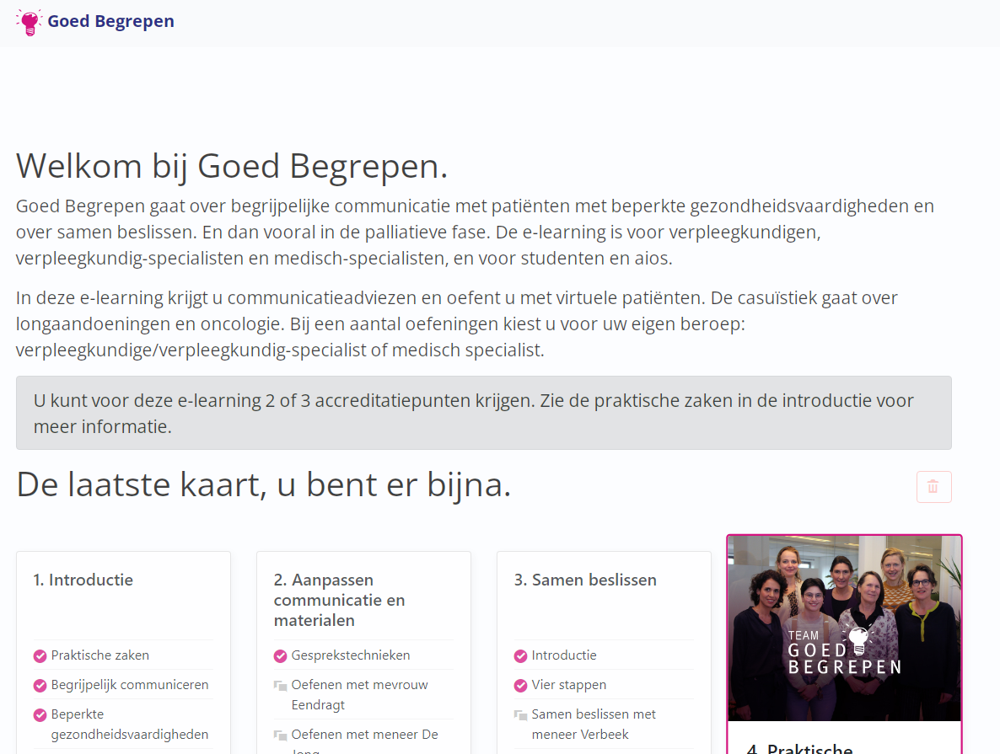 Goed Begrepen
Welkom bij Goed Begrepen.
Goed Begrepen gaat over begrijpelijke communicatie met patiënten met beperkte gezondheidsvaardigheden en
over samen beslissen. En dan vooral in de palliatieve fase. De e-learning is voor verpleegkundigen,
verpleegkundig-specialisten en medisch-specialisten, en voor studenten en aios.
In deze e-learning krijgt u communicatieadviezen en oefent u met virtuele patiënten. De casuïstiek gaat over
longaandoeningen en oncologie. Bij een aantal oefeningen kiest u voor uw eigen beroep:
verpleegkundige/verpleegkundig-specialist of medisch specialist.
U kunt voor deze e-learning 2 of 3 accreditatiepunten krijgen. Zie de praktische zaken in de introductie voor
meer informatie.
De laatste kaart, u bent er bijna.
1. Introductie
Praktische zaken
Begrijpelijk communiceren
Beperkte
gezondheidsvaardigheden
2. Aanpassen
communicatie en
materialen
Gesprekstechnieken
Oefenen met mevrouw
Eendragt
Oefenen met meneer De
Jong
3. Samen beslissen
Introductie
Vier stappen
Samen beslissen met
meneer Verbeek
TEAM
GOED
BEGREPEN
4. Praktische